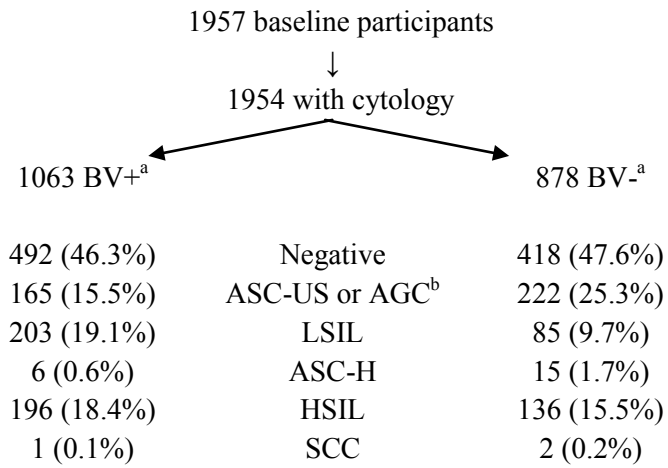 1957 baseline participants
↓
1954 with cytology
1063 BV+ᵃ 878 BV-ᵃ
492 (46.3%) Negative 418 (47.6%)
165 (15.5%) ASC-US or AGCᵇ 222 (25.3%)
203 (19.1%) LSIL 85 (9.7%)
6 (0.6%) ASC-H 15 (1.7%)
196 (18.4%) HSIL 136 (15.5%)
1 (0.1%) SCC 2 (0.2%)